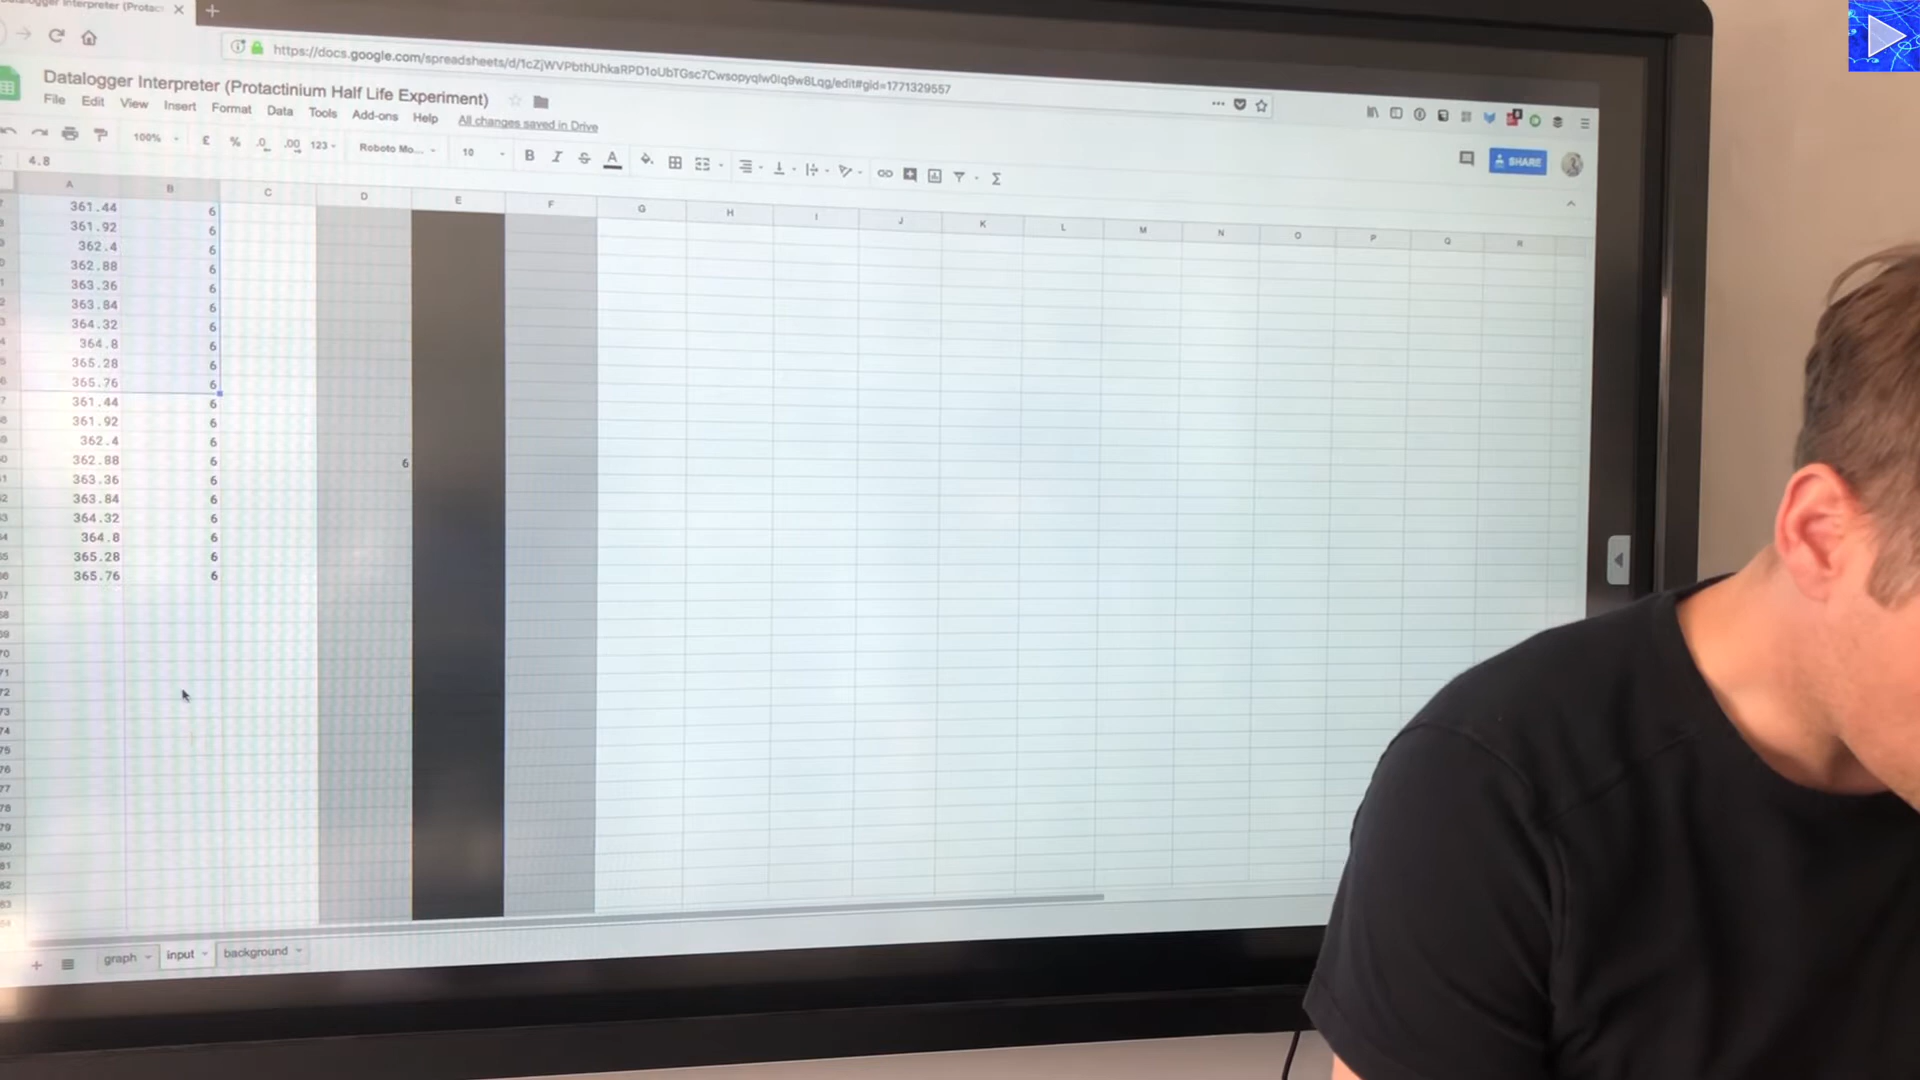 https://docs.google.com/spreadsheets/d/1cZjWVPbthUhkaRPD1oUbTGsc7Cwsopyqlw0Iq9w8Lqg/edit#gid=1771329557
Datalogger Interpreter (Protactinium Half Life Experiment)
File Edit View Insert Format Data Tools Add-ons Help All changes saved in Drive
100% £ % .0 .00 123 Roboto Mo... 10 B I S A SHARE
4.8
A B C D E F G H I J K L M N O P Q R
361.44 6
361.92 6
362.4 6
362.88 6
363.36 6
363.84 6
364.32 6
364.8 6
365.28 6
365.76 6
361.44 6
361.92 6
362.4 6
362.88 6 6
363.36 6
363.84 6
364.32 6
364.8 6
365.28 6
365.76 6
graph input background